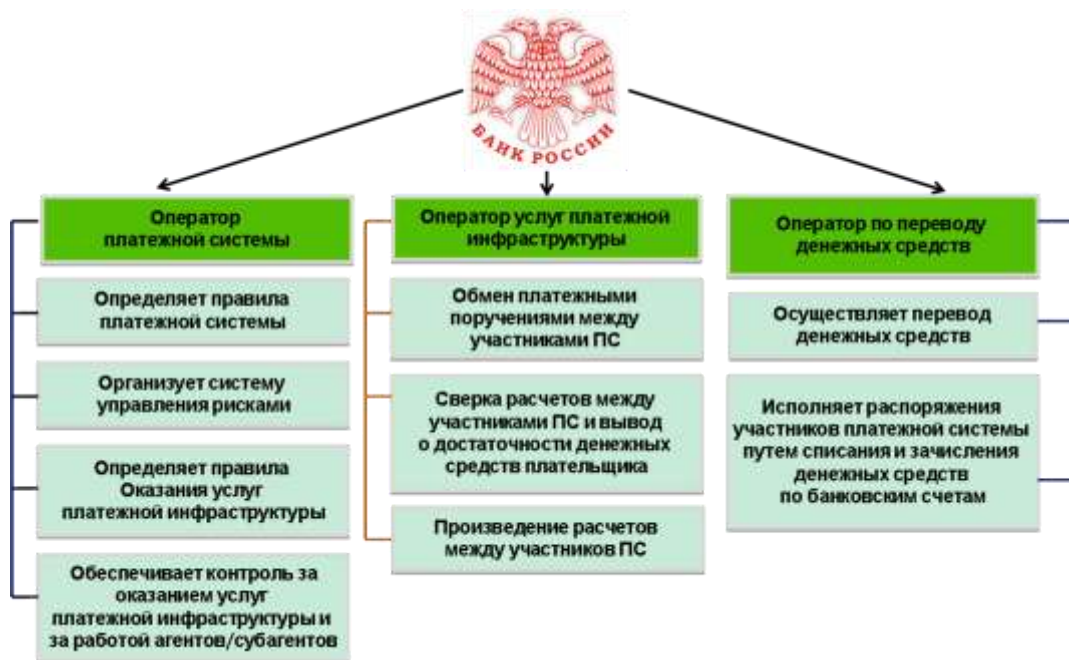 БАНК РОССИИ
Оператор
платежной системы
Определяет правила
платежной системы
Организует систему
управления рисками
Определяет правила
Оказания услуг
платежной инфраструктуры
Обеспечивает контроль за
оказанием услуг
платежной инфраструктуры и
за работой агентов/субагентов
Оператор услуг платежной
инфраструктуры
Обмен платежными
поручениями между
участниками ПС
Сверка расчетов между
участниками ПС и вывод
о достаточности денежных
средств плательщика
Произведение расчетов
между участников ПС
Оператор по переводу
денежных средств
Осуществляет перевод
денежных средств
Исполняет распоряжения
участников платежной системы
путем списания и зачисления
денежных средств
по банковским счетам